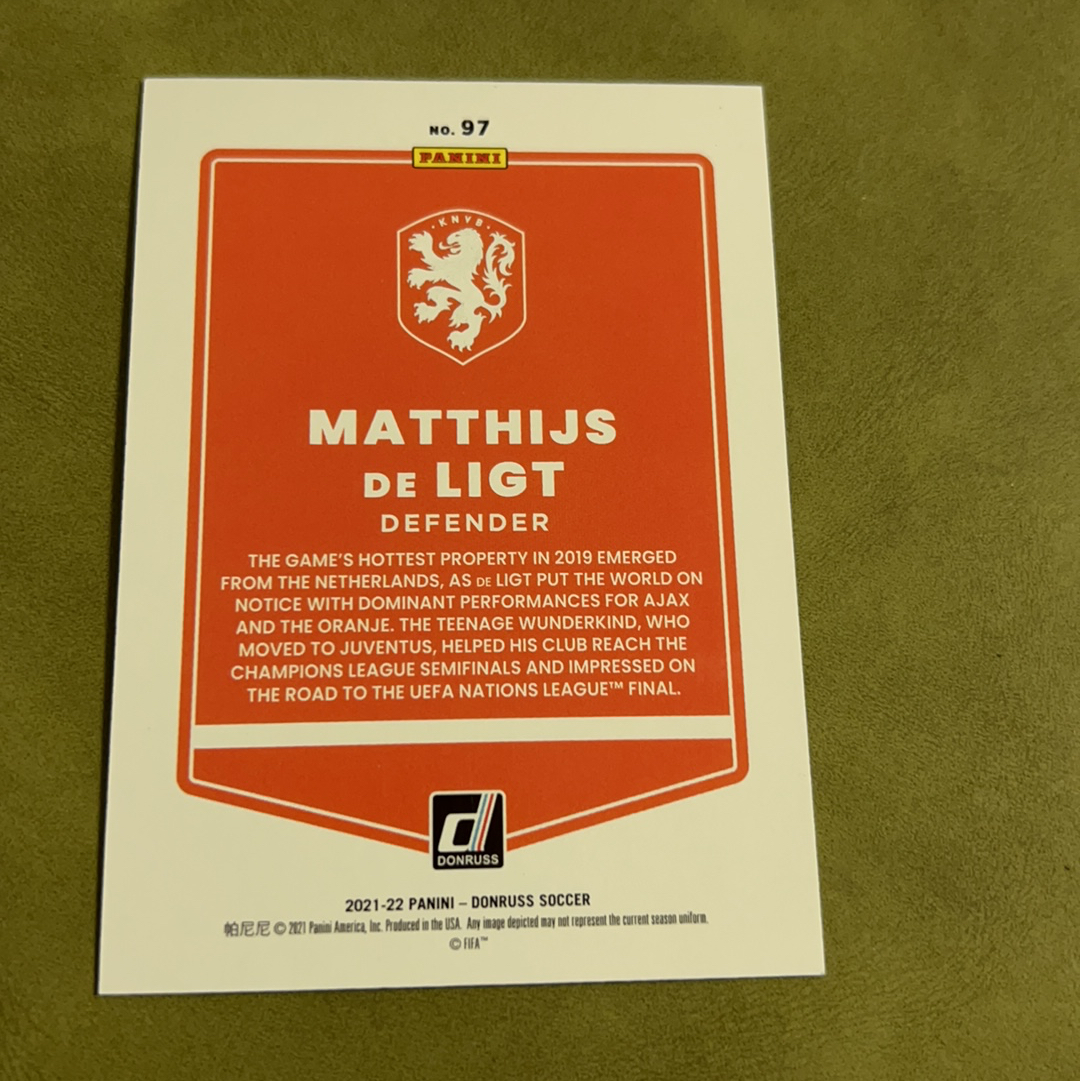 NO. 97
PANINI
·KNVB·
MATTHIJS
DE LIGT
DEFENDER
THE GAME'S HOTTEST PROPERTY IN 2019 EMERGED
FROM THE NETHERLANDS, AS DE LIGT PUT THE WORLD ON
NOTICE WITH DOMINANT PERFORMANCES FOR AJAX
AND THE ORANJE. THE TEENAGE WUNDERKIND, WHO
MOVED TO JUVENTUS, HELPED HIS CLUB REACH THE
CHAMPIONS LEAGUE SEMIFINALS AND IMPRESSED ON
THE ROAD TO THE UEFA NATIONS LEAGUE™ FINAL.
d
DONRUSS
2021-22 PANINI – DONRUSS SOCCER
帕尼尼 © 2021 Panini America, Inc. Produced in the USA. Any image depicted may not represent the current season uniform.
© FIFA™